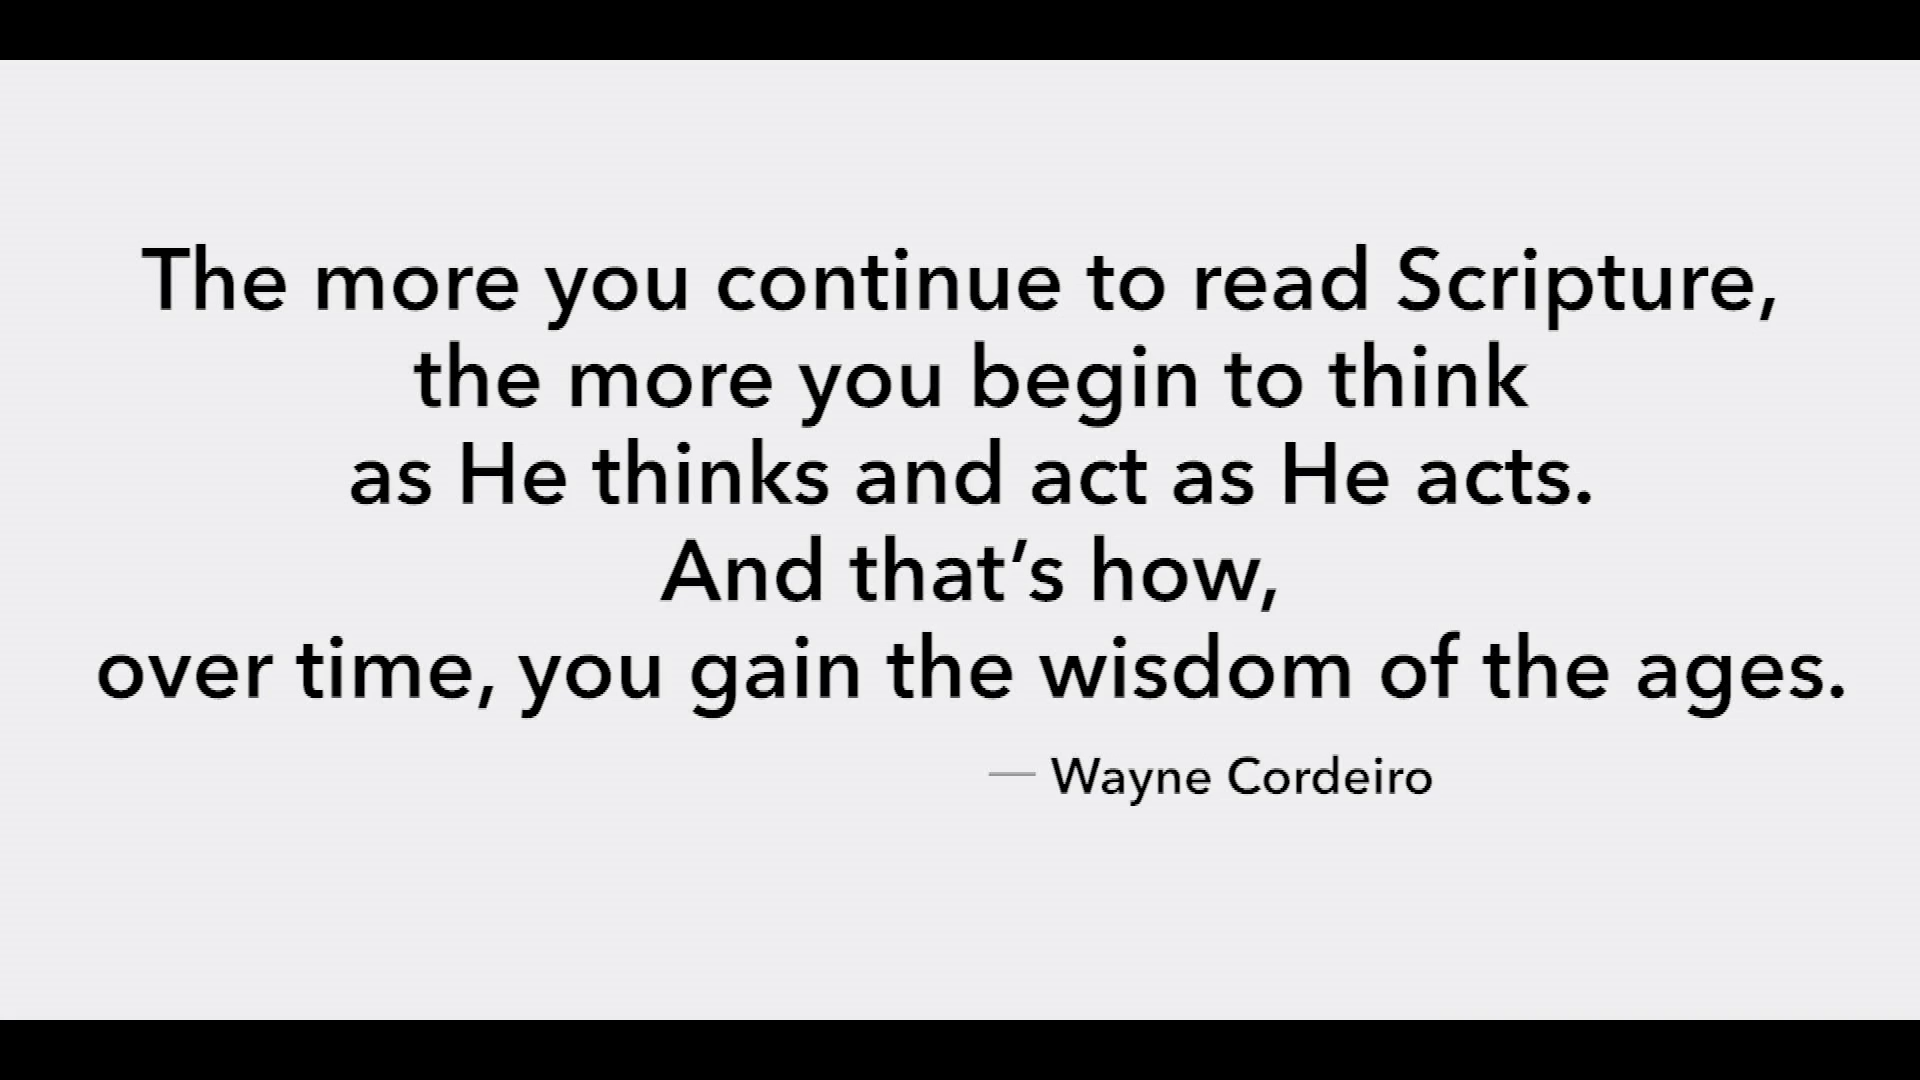 The more you continue to read Scripture,
the more you begin to think
as He thinks and act as He acts.
And that’s how,
over time, you gain the wisdom of the ages.
— Wayne Cordeiro